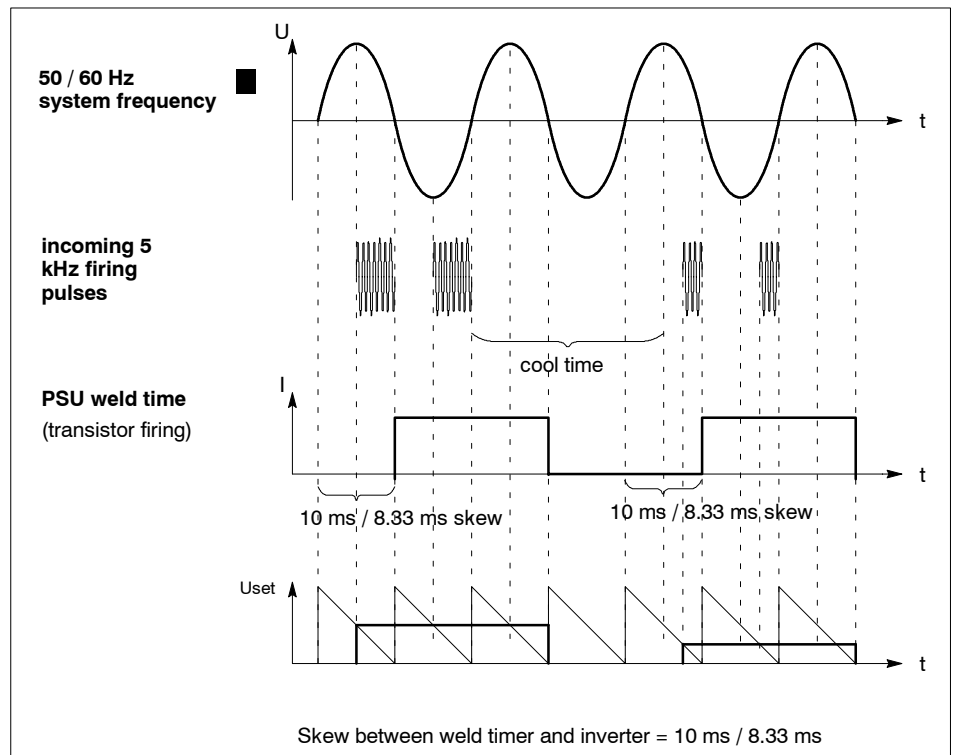 U
50 / 60 Hz
system frequency
t
incoming 5
kHz firing
pulses
cool time
I
PSU weld time
(transistor firing)
t
10 ms / 8.33 ms skew
10 ms / 8.33 ms skew
Uset
t
Skew between weld timer and inverter = 10 ms / 8.33 ms